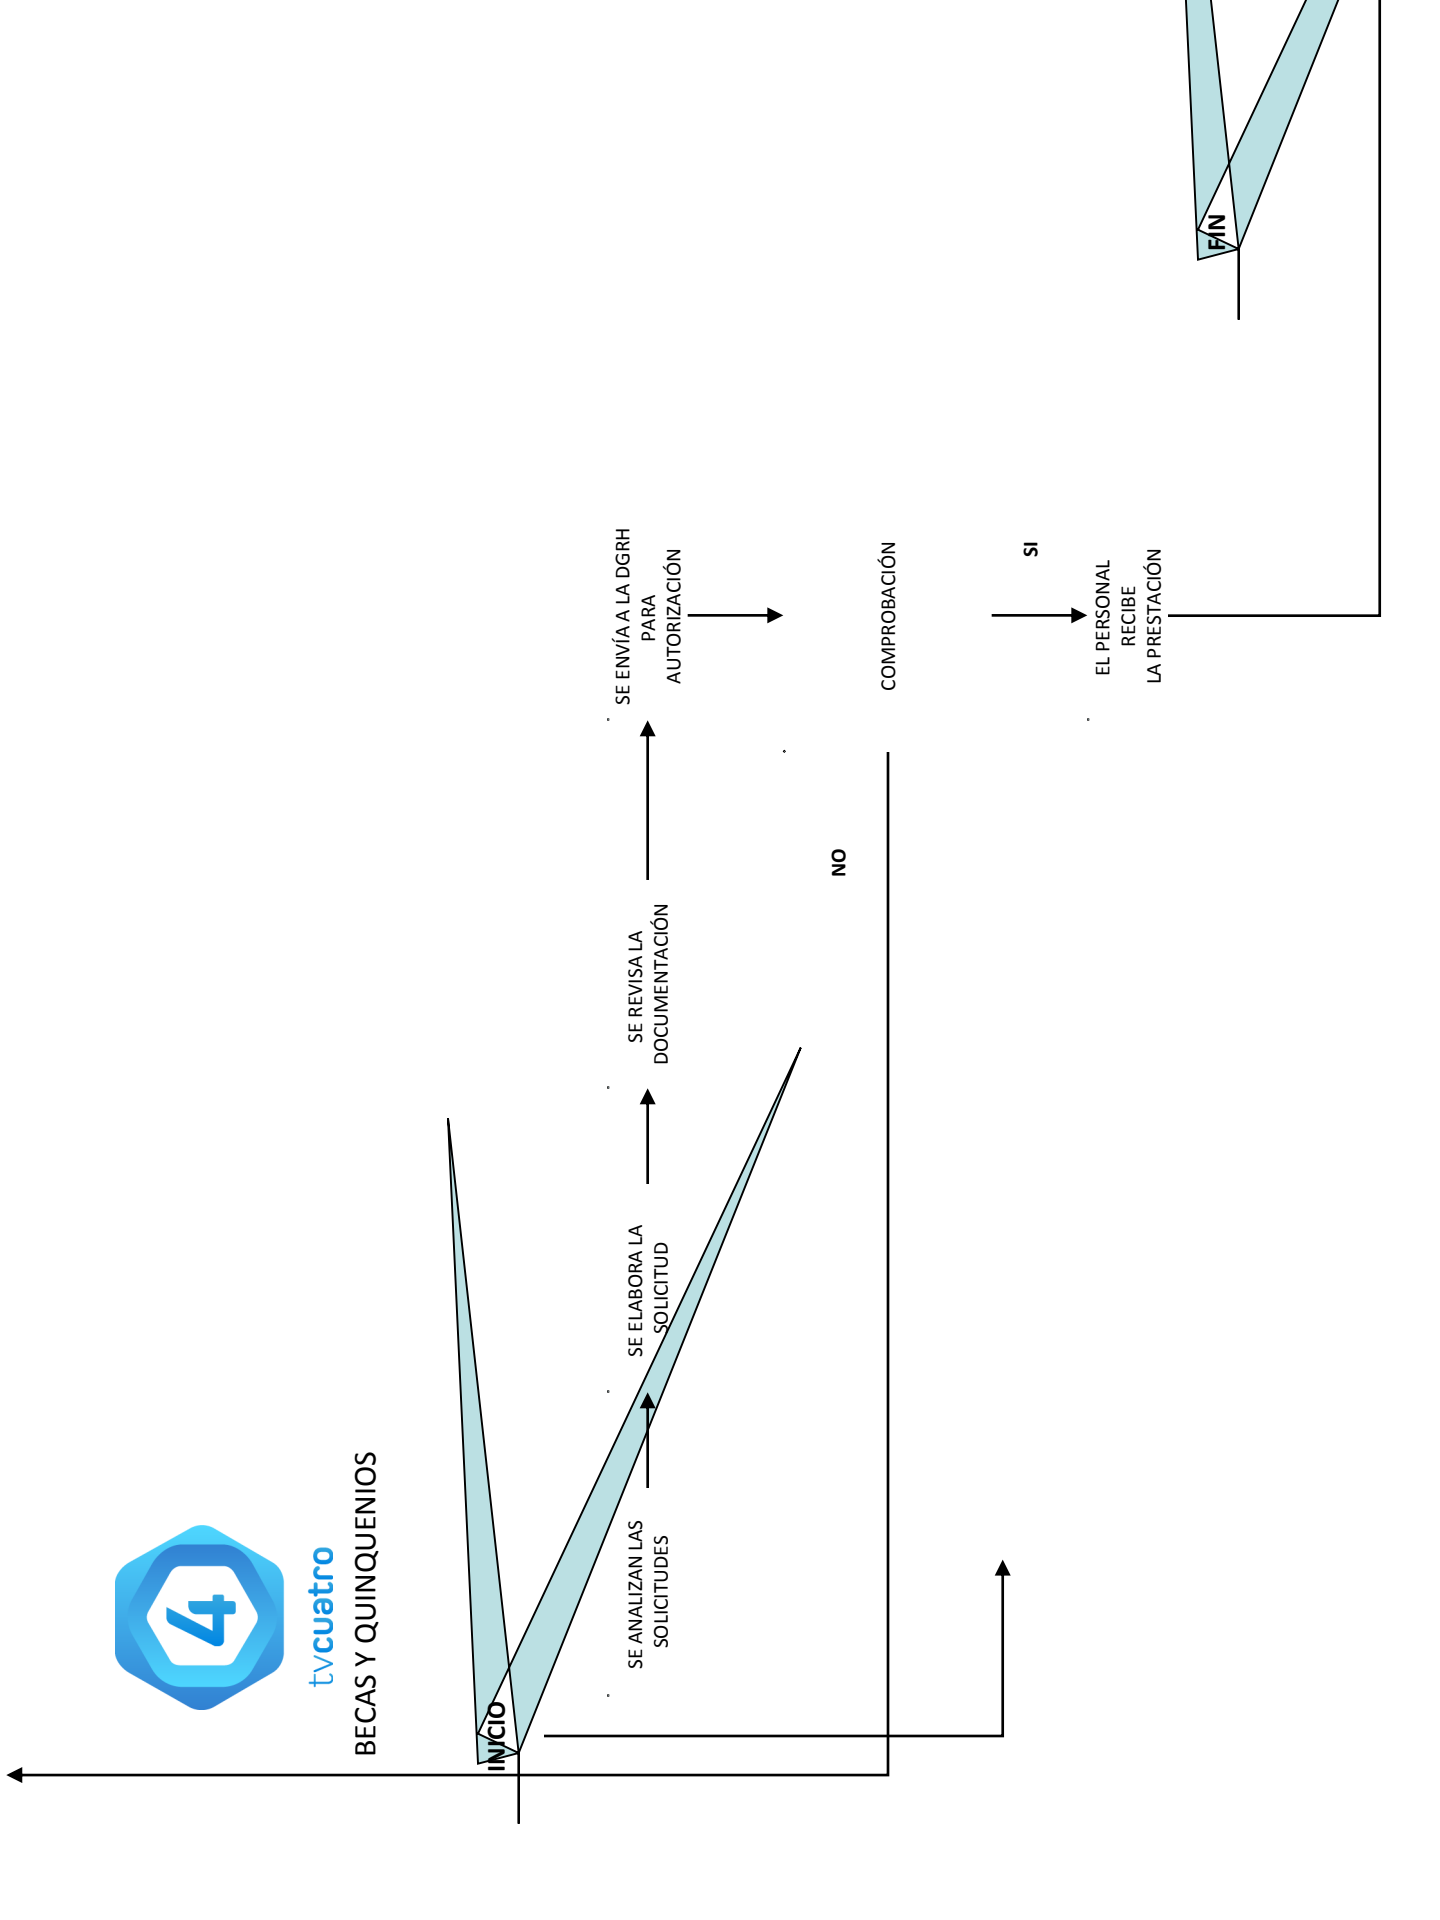 4
tvcuatro
BECAS Y QUINQUENIOS
INICIO
SE ANALIZAN LAS
SOLICITUDES
SE ELABORA LA
SOLICITUD
SE REVISA LA
DOCUMENTACIÓN
SE ENVÍA A LA DGRH
PARA
AUTORIZACIÓN
COMPROBACIÓN
NO
SI
EL PERSONAL
RECIBE
LA PRESTACIÓN
FIN